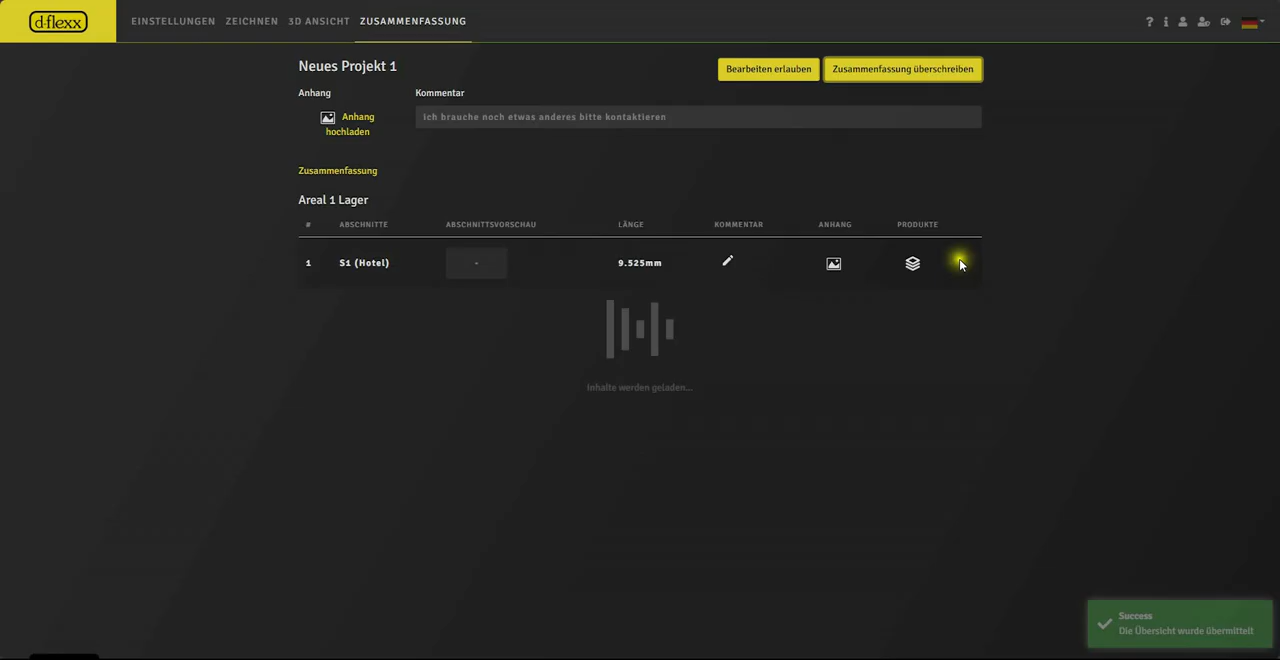 d-flexx
EINSTELLUNGEN ZEICHNEN 3D ANSICHT ZUSAMMENFASSUNG
Neues Projekt 1
Bearbeiten erlauben
Zusammenfassung überschreiben
Anhang
Kommentar
Anhang
hochladen
Ich brauche noch etwas anderes bitte kontaktieren
Zusammenfassung
Areal 1 Lager
# ABSCHNITTE ABSCHNITTSVORSCHAU LÄNGE KOMMENTAR ANHANG PRODUKTE
1 S1 (Hotel) - 9.525mm
Inhalte werden geladen...
Success
Die Übersicht wurde übermittelt